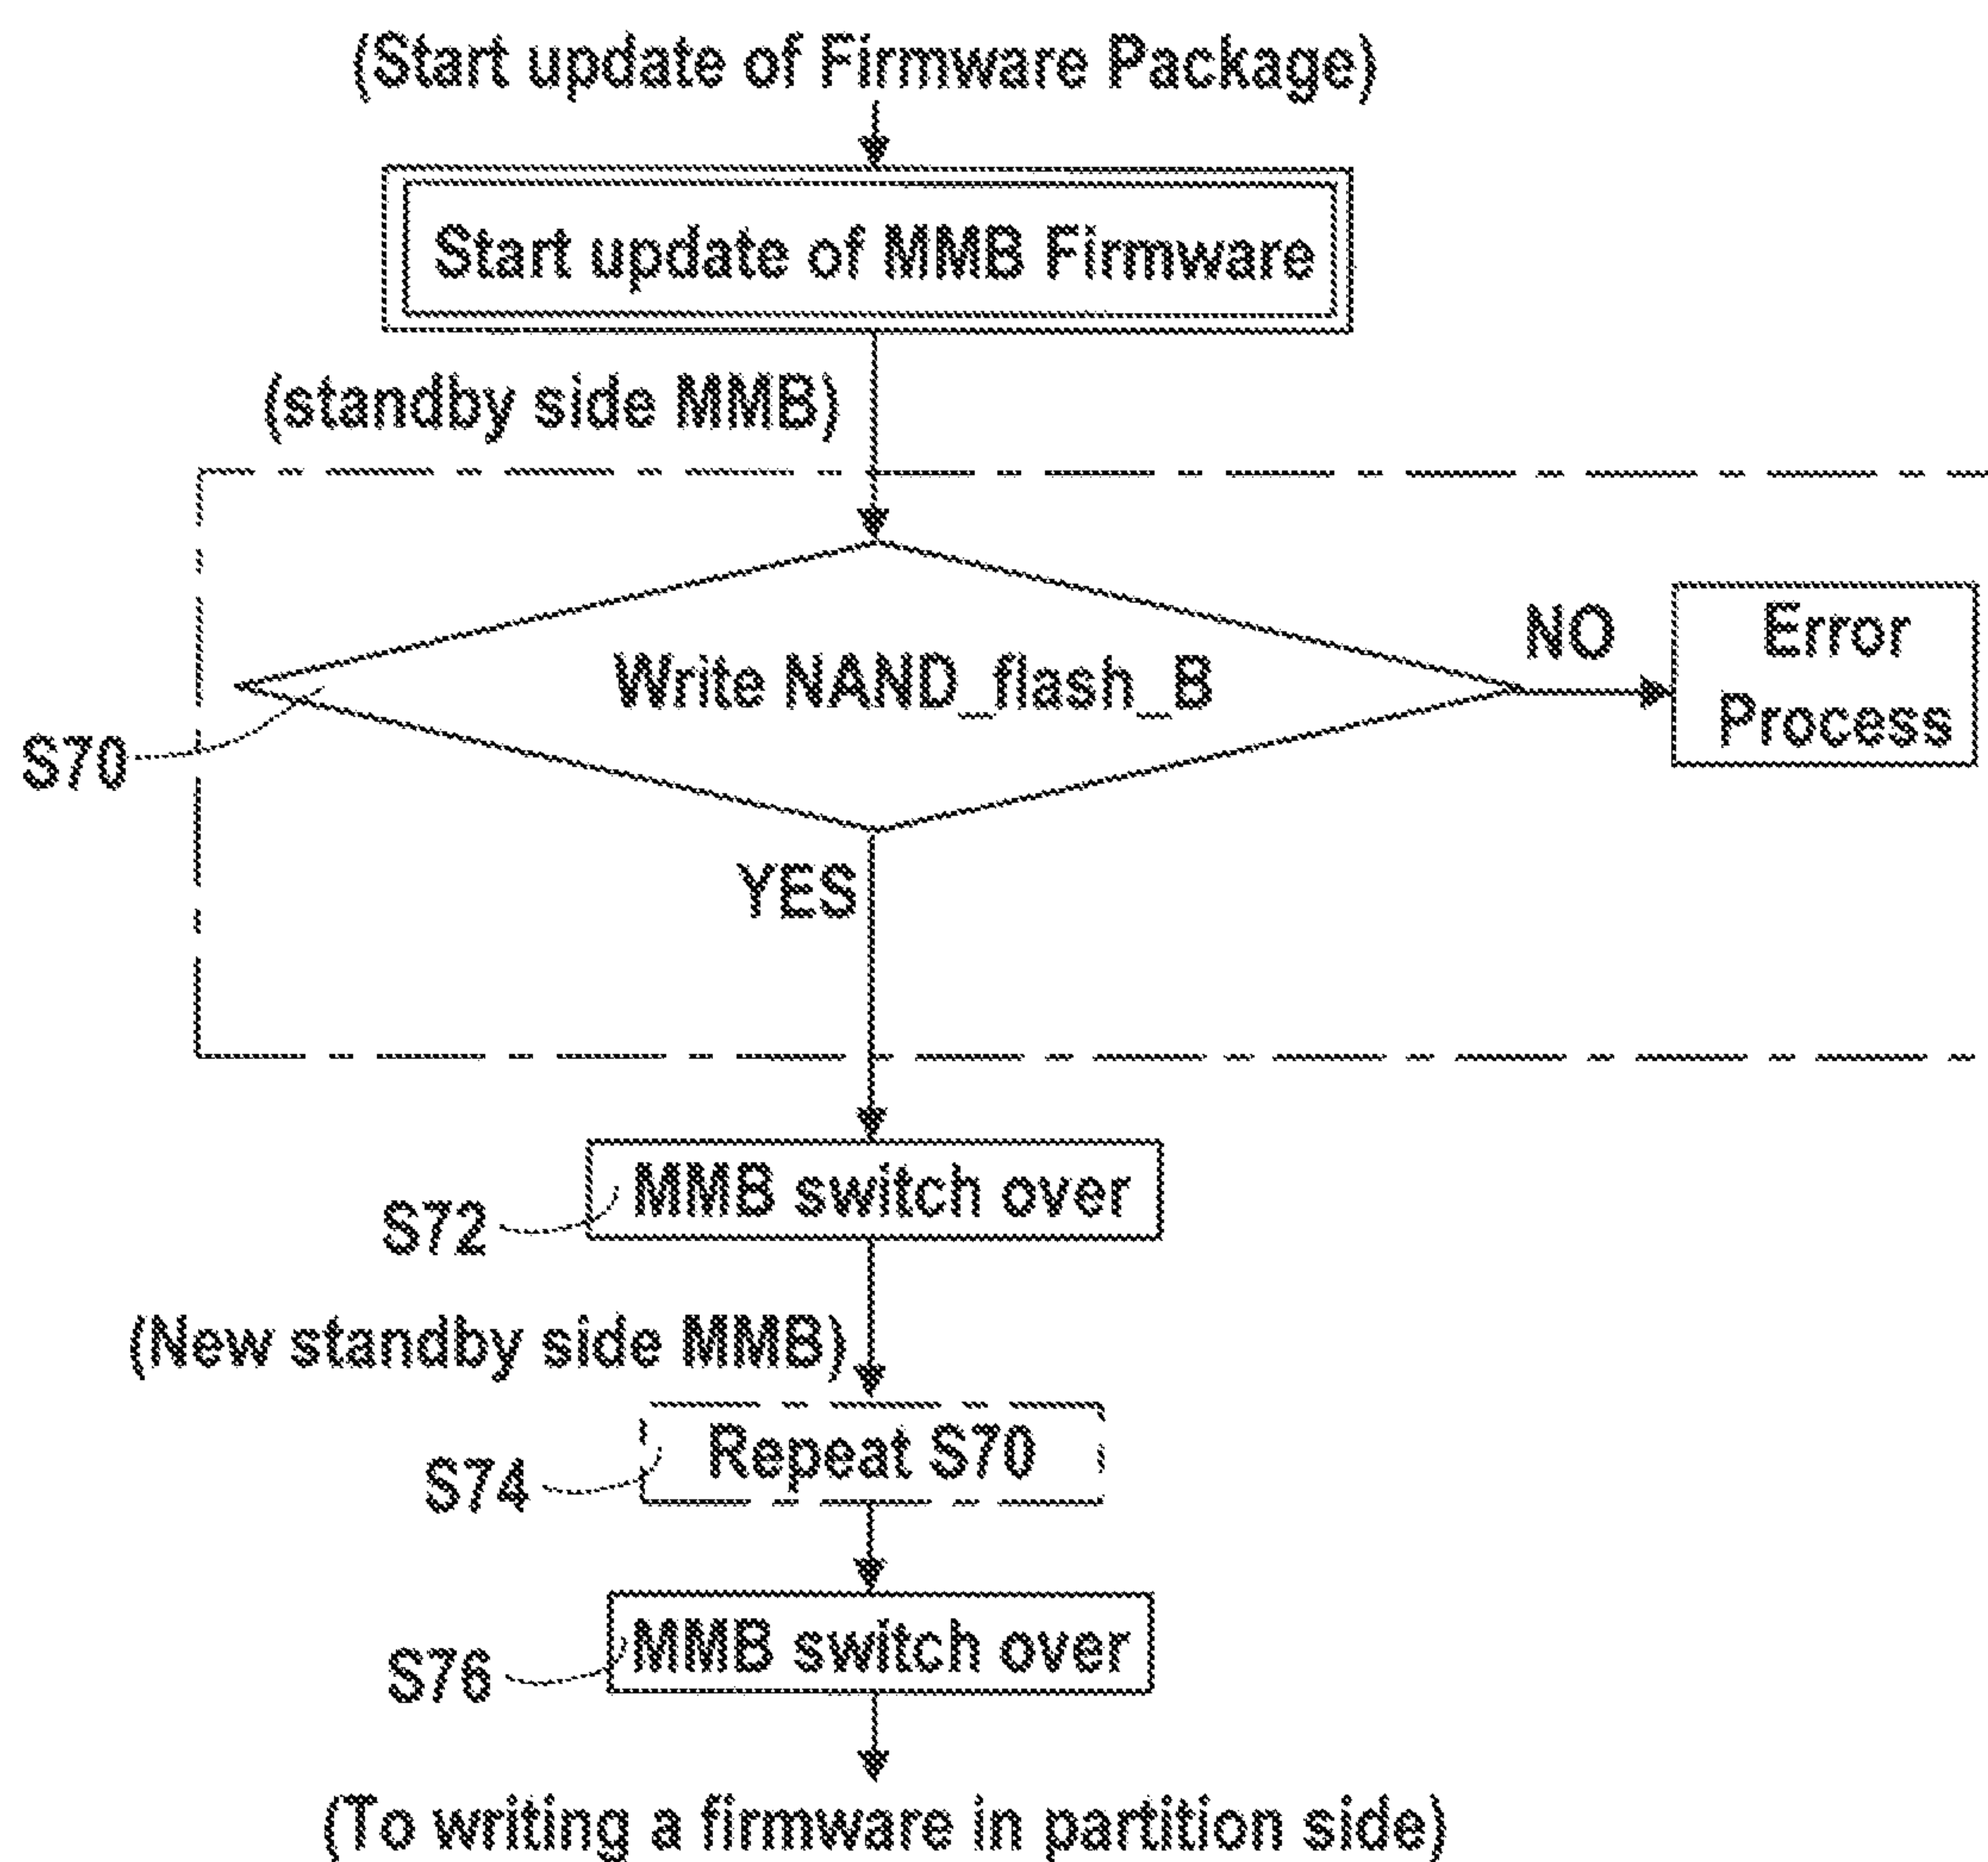 (Start update of Firmware Package)
Start update of MMB Firmware
(standby side MMB)
Write NAND_flash_B
NO
Error
Process
S70
YES
MMB switch over
S72
(New standby side MMB)
Repeat S70
S74
MMB switch over
S76
(To writing a firmware in partition side)